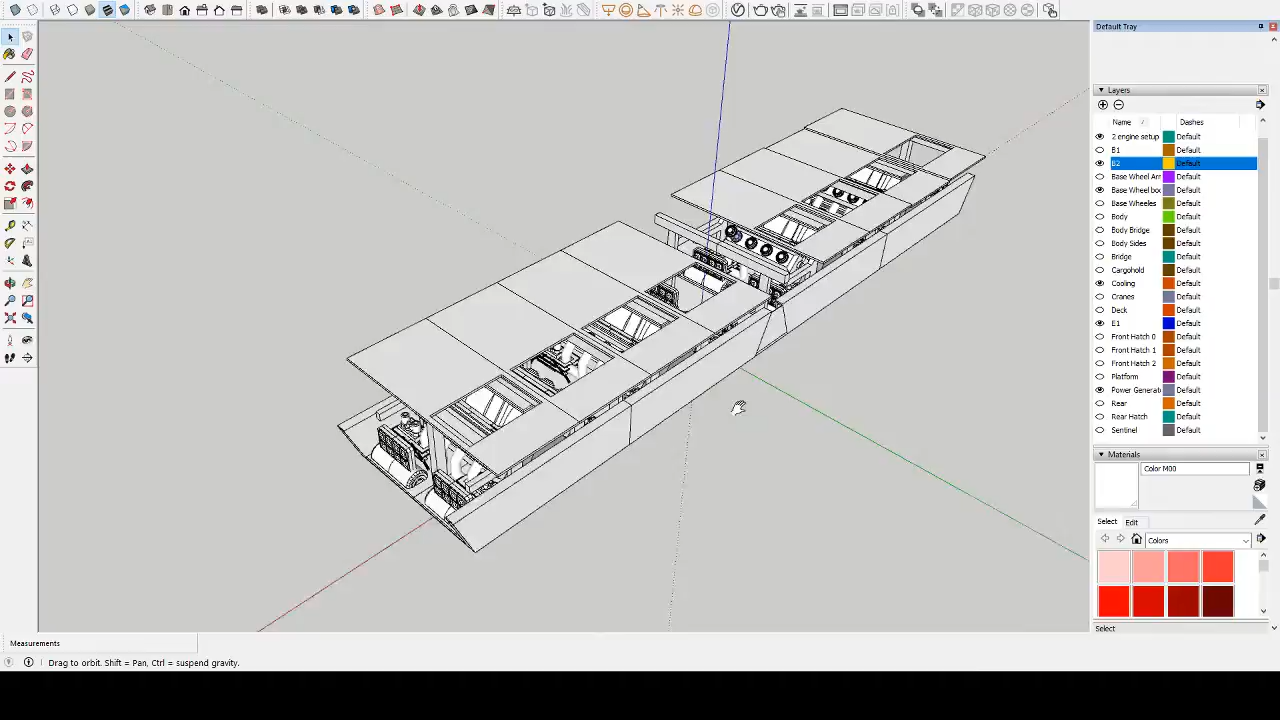 Default Tray
Layers
Name Dashes
2 engine setup Default
B1 Default
B2 Default
Base Wheel Arr Default
Base Wheel boo Default
Base Wheeles Default
Body Default
Body Bridge Default
Body Sides Default
Bridge Default
Cargohold Default
Cooling Default
Cranes Default
Deck Default
E1 Default
Front Hatch 0 Default
Front Hatch 1 Default
Front Hatch 2 Default
Platform Default
Power Generat Default
Rear Default
Rear Hatch Default
Sentinel Default
Materials
Color M00
Select Edit
Colors
Select
Measurements
Drag to orbit. Shift = Pan, Ctrl = suspend gravity.